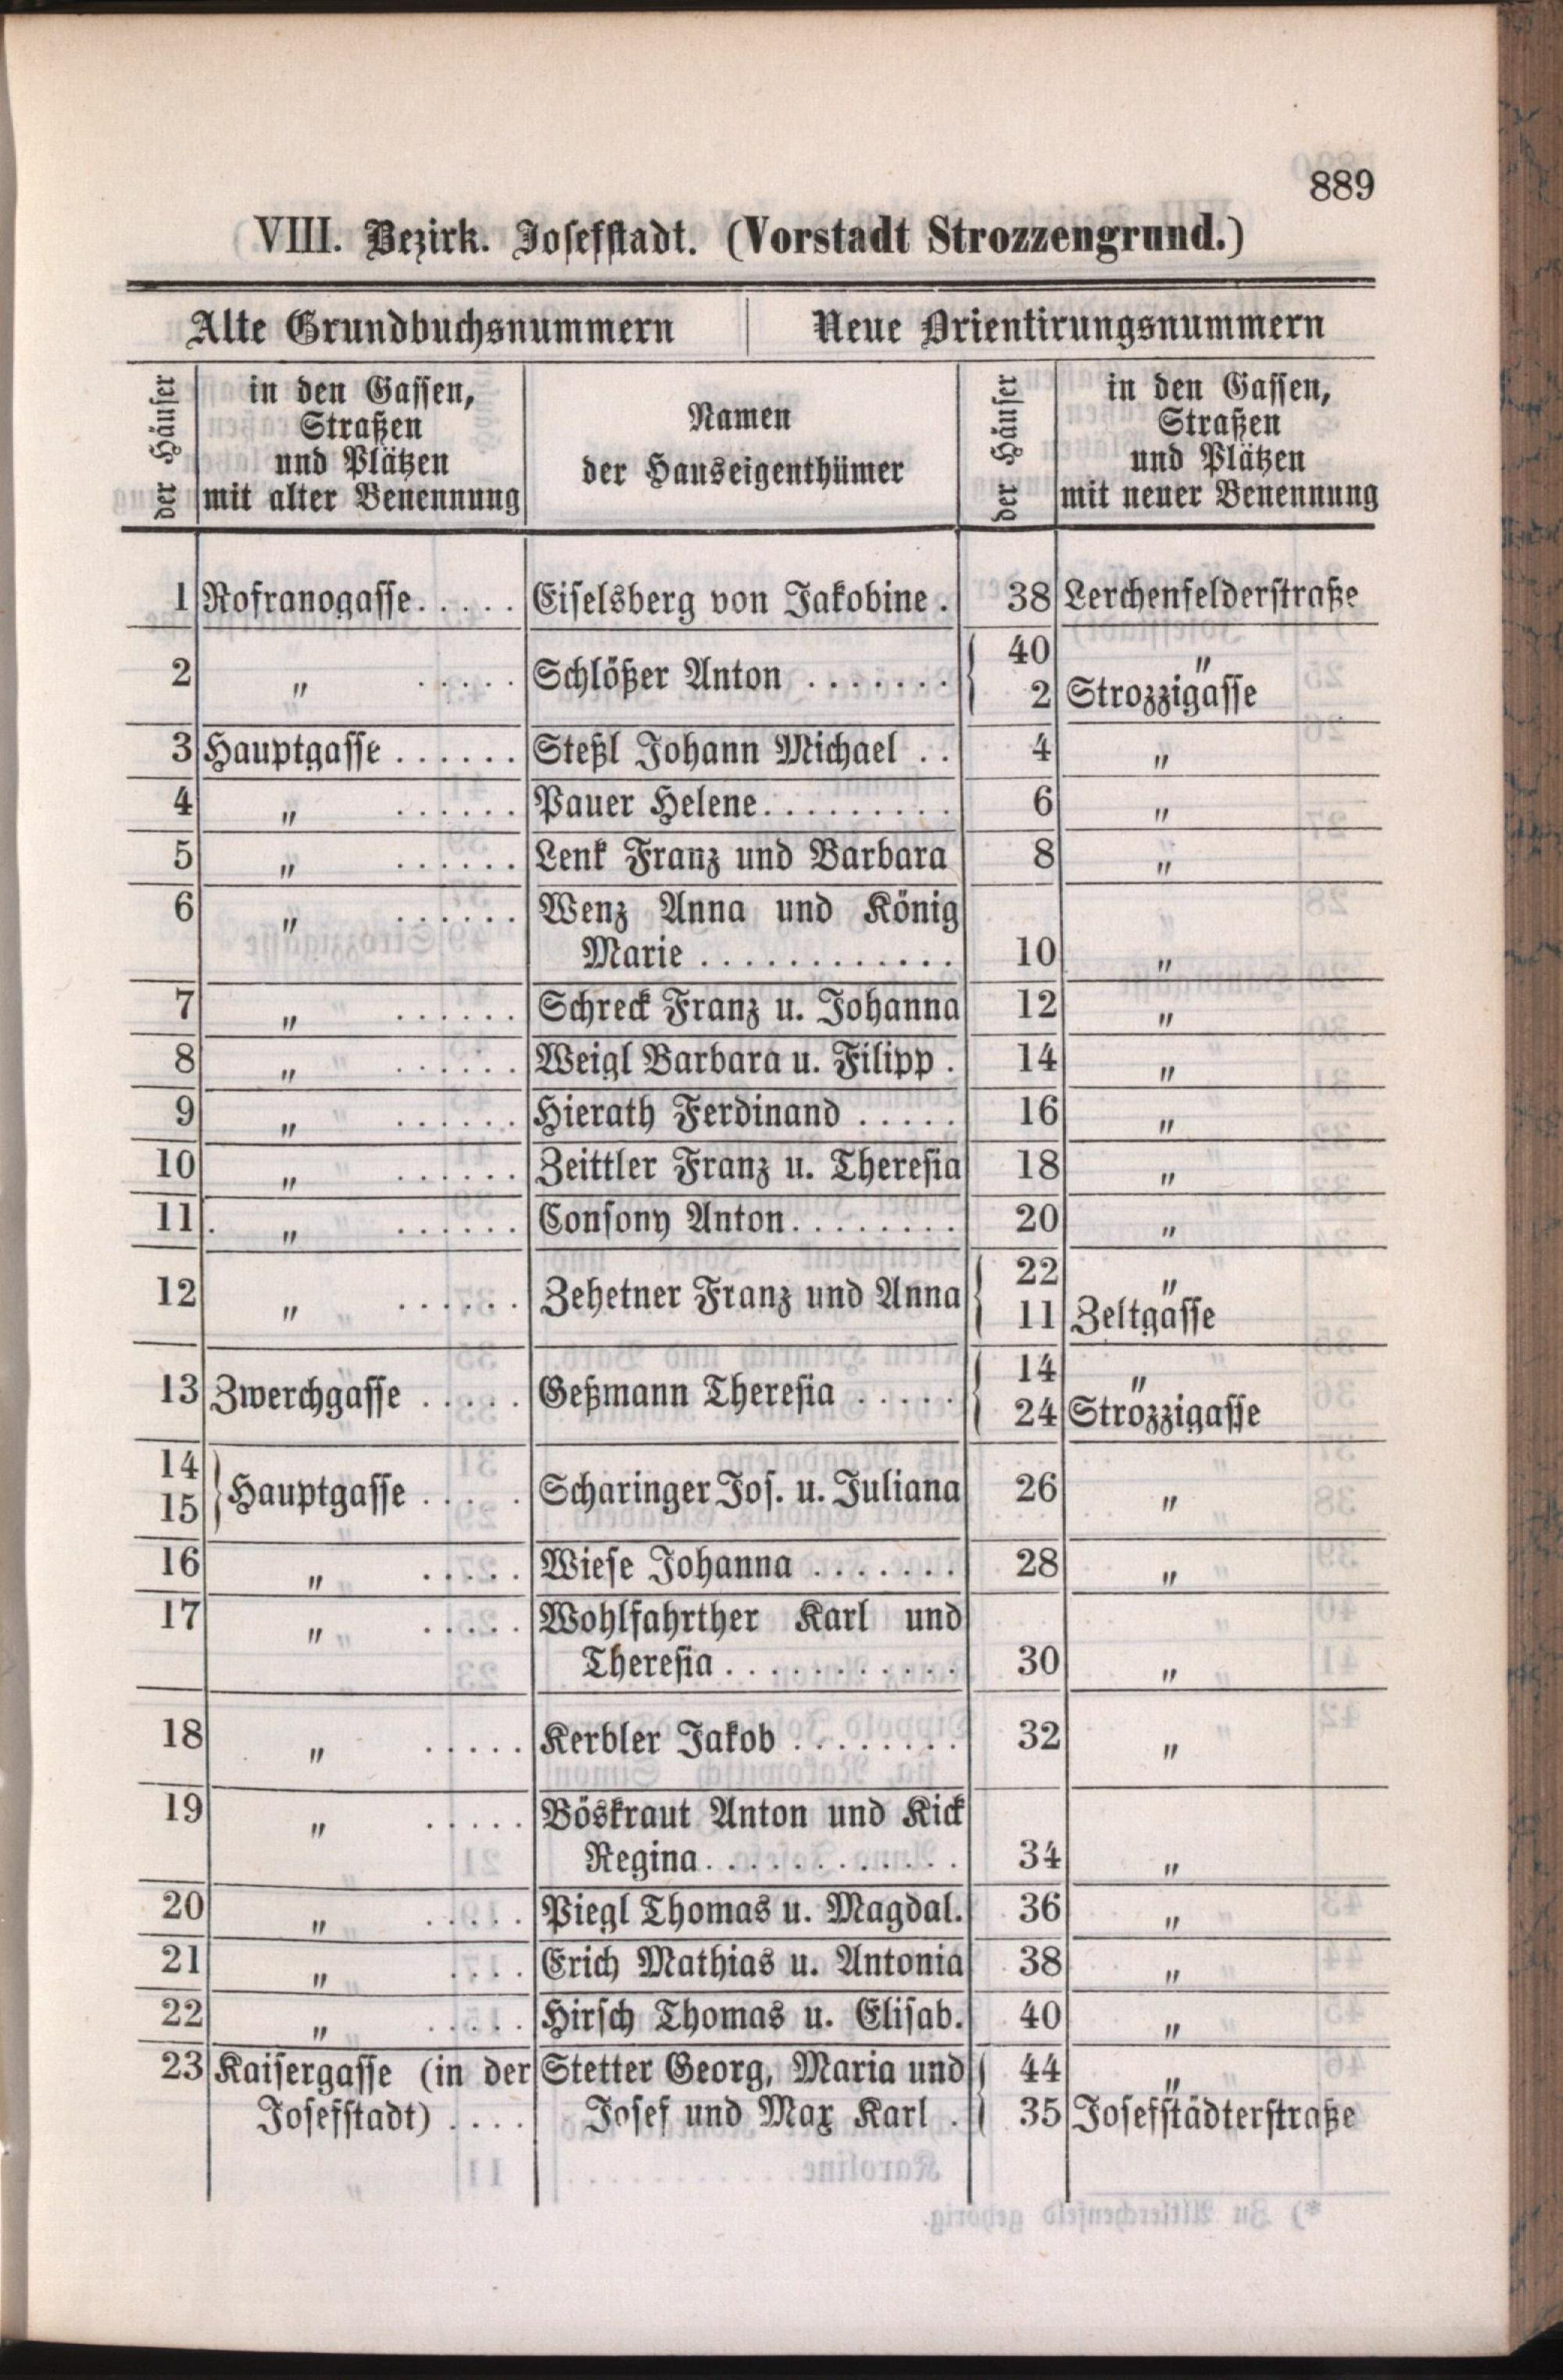 889
VIII. Bezirk. Josefstadt. (Vorstadt Strozzengrund.)
Alte Grundbuchsnummern Neue Orientirungsnummern
der Häuser
in den Gassen,
Straßen
und Plätzen
mit alter Benennung
Namen
der Hauseigenthümer
der Häuser
in den Gassen,
Straßen
und Plätzen
mit neuer Benennung
1 Rofranogasse..... Eiselsberg von Jakobine . 38 Lerchenfelderstraße
2 " ..... Schlößer Anton ....... { 40 "
2 Strozzigasse
3 Hauptgasse ...... Steßl Johann Michael .. 4 "
4 " ...... Pauer Helene......... 6 "
5 " ...... Lenk Franz und Barbara 8 "
6 " ...... Wenz Anna und König
Marie ............ 10 "
7 " ...... Schreck Franz u. Johanna 12 "
8 " ...... Weigl Barbara u. Filipp . 14 "
9 " ...... Hierath Ferdinand ..... 16 "
10 " ...... Zeittler Franz u. Theresia 18 "
11 " ...... Consony Anton........ 20 "
12 " ...... Zehetner Franz und Anna { 22 "
11 Zeltgasse
13 Zwerchgasse ..... Geßmann Theresia ..... { 14 "
24 Strozzigasse
14
15 } Hauptgasse ..... Scharinger Jos. u. Juliana 26 "
16 " ..... Wiese Johanna ....... 28 "
17 " ..... Wohlfahrther Karl und
Theresia ........... 30 "
18 " ..... Kerbler Jakob ........ 32 "
19 " ..... Böskraut Anton und Kick
Regina............ 34 "
20 " ..... Piegl Thomas u. Magdal. 36 "
21 " .... Erich Mathias u. Antonia 38 "
22 " ..... Hirsch Thomas u. Elisab. 40 "
23 Kaisergasse (in der Stetter Georg, Maria und { 44 "
Josefstadt) .... Josef und Max Karl . 35 Josefstädterstraße